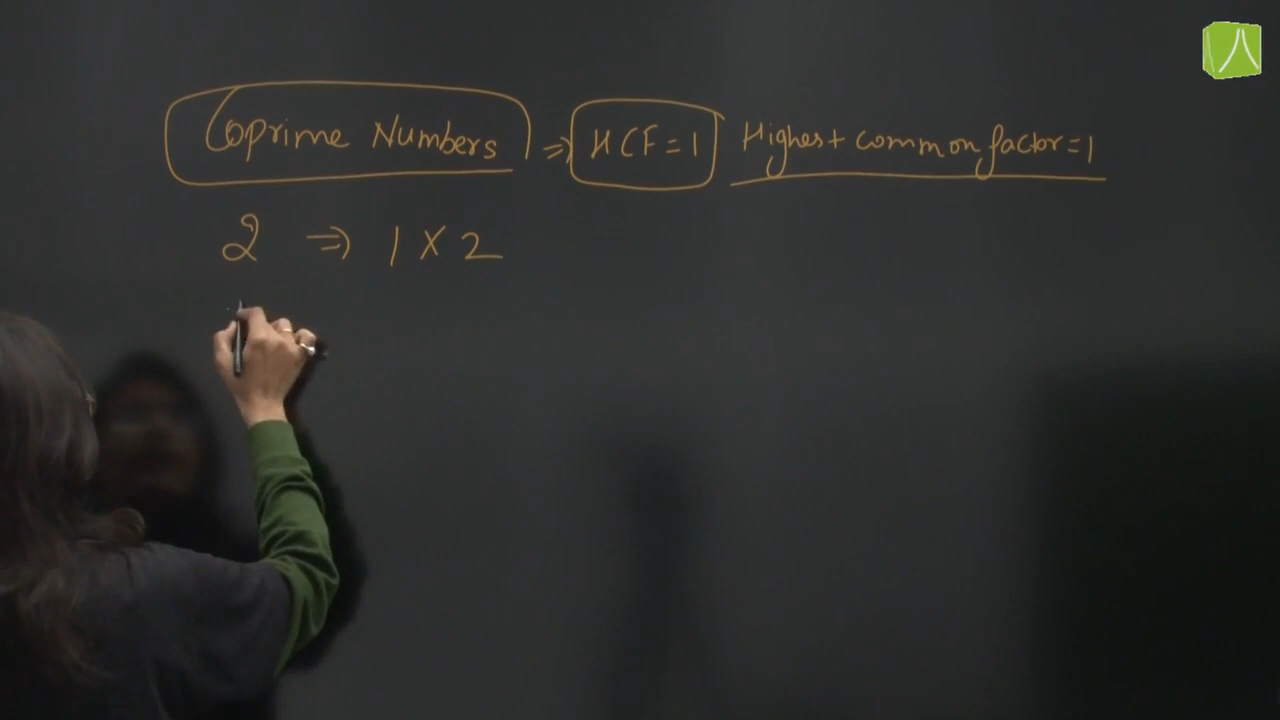 Coprime Numbers => HCF=1 Highest common factor=1
2 => 1 X 2